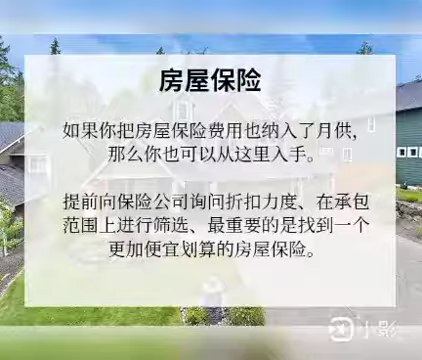 房屋保险
如果你把房屋保险费用也纳入了月供，
那么你也可以从这里入手。
提前向保险公司询问折扣力度、在承包
范围上进行筛选、最重要的是找到一个
更加便宜划算的房屋保险。
小影